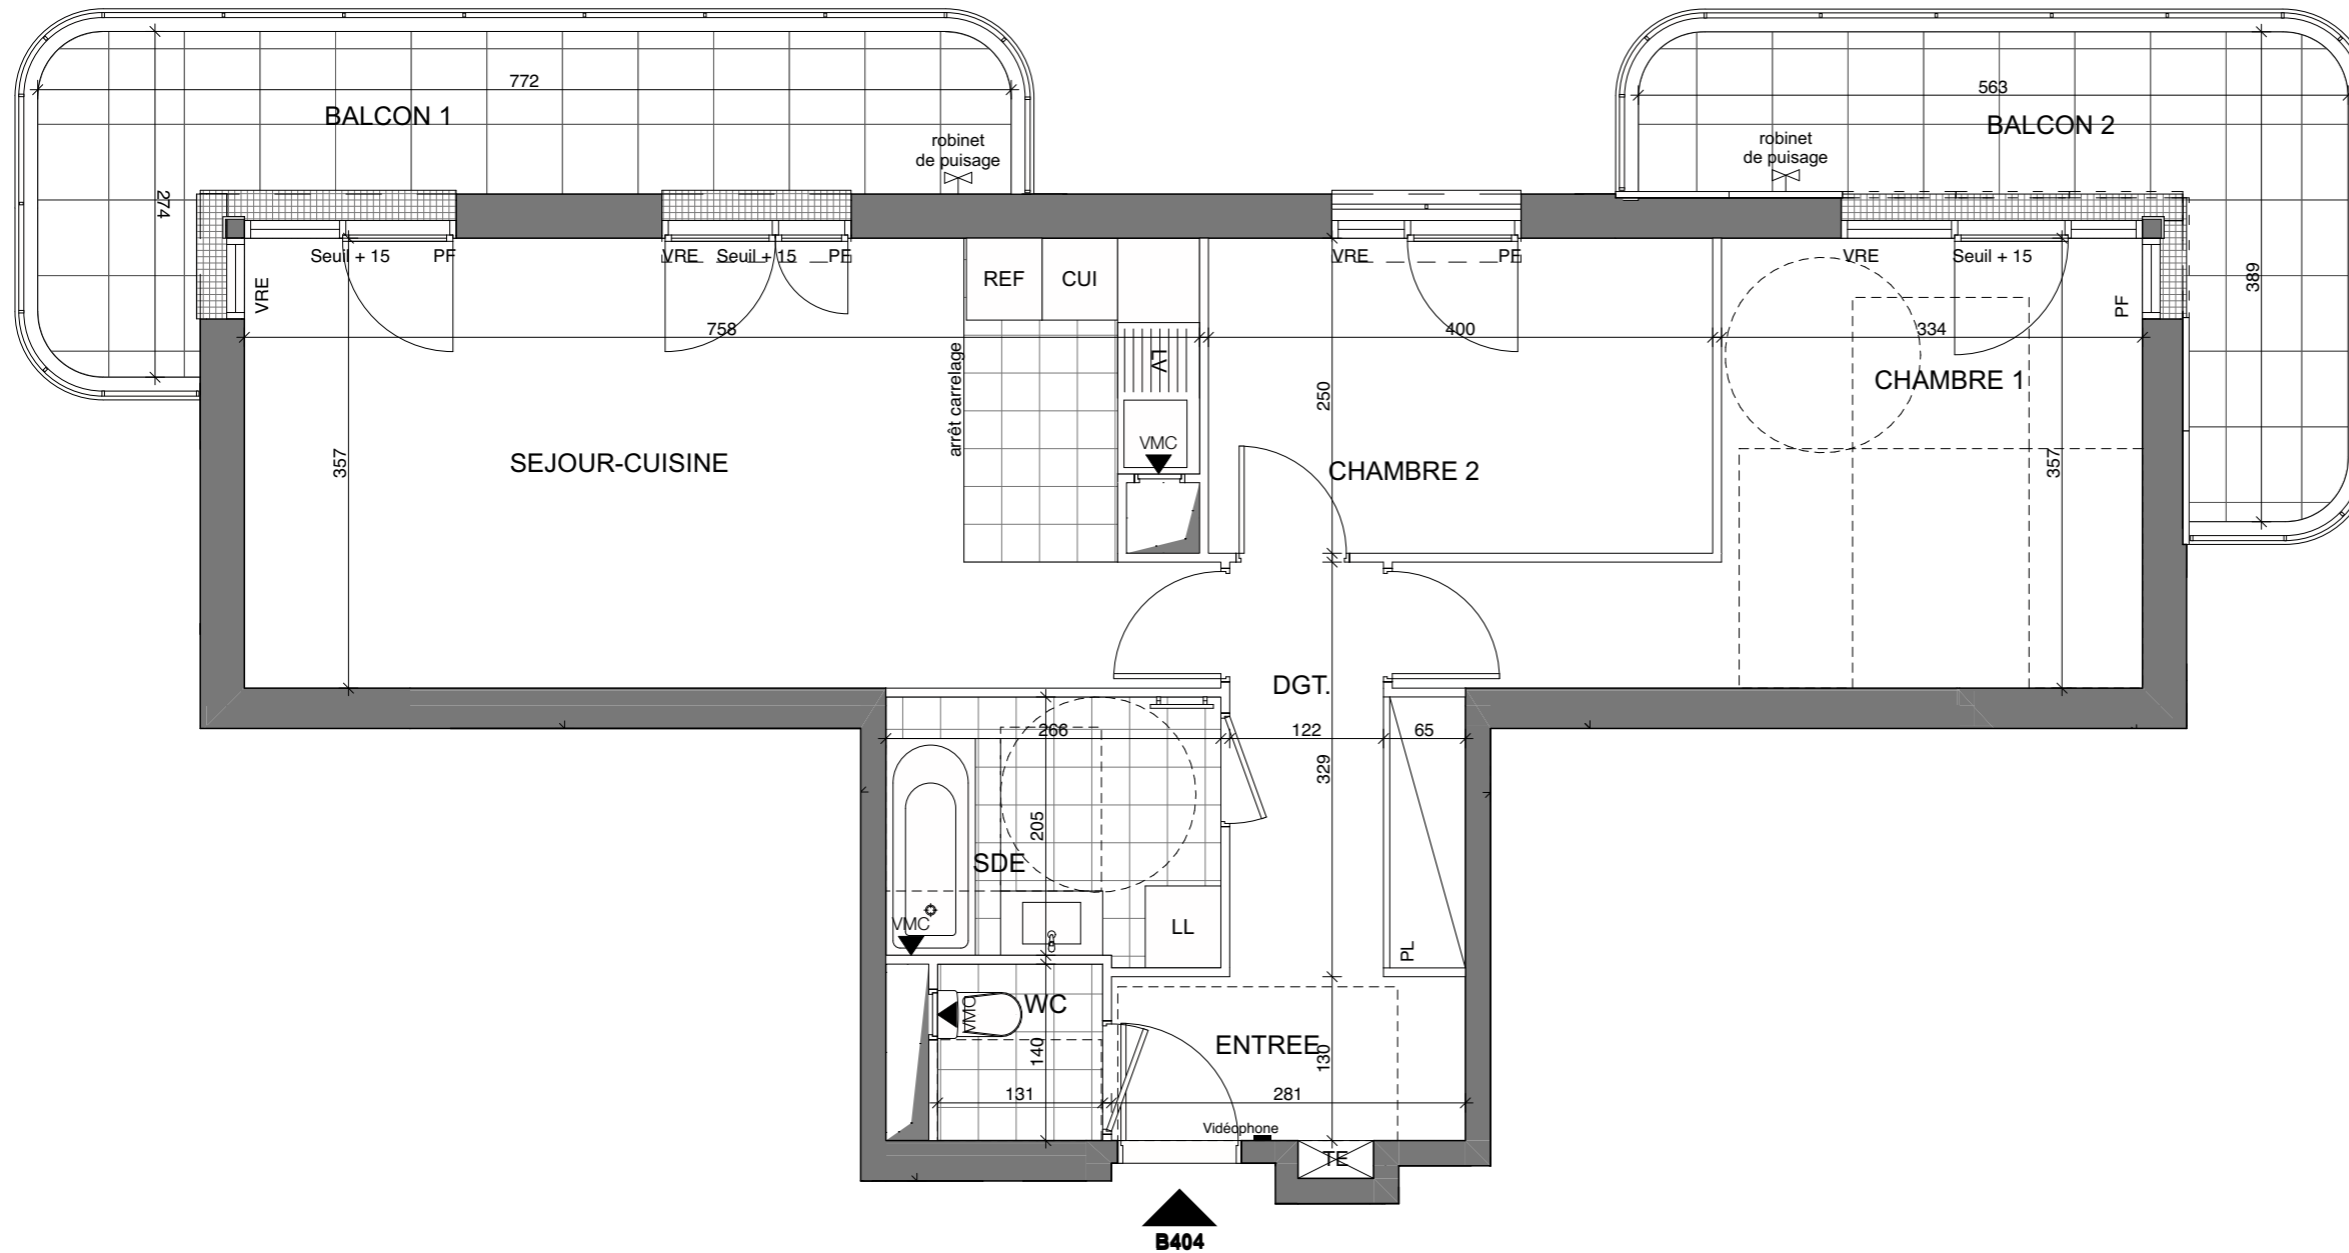 772
BALCON 1
274
robinet
de puisage
563
BALCON 2
robinet
de puisage
389
Seuil + 15
PF
VRE
VRE
Seuil + 15
PF
REF
CUI
VRE
PF
VRE
Seuil + 15
PF
758
400
334
LV
arrêt carrelage
250
CHAMBRE 1
357
SEJOUR-CUISINE
VMC
CHAMBRE 2
357
DGT.
266
122
65
329
205
SDE
VMC
LL
PL
VMC
WC
140
ENTREE
130
131
281
Vidéophone
TE
B404